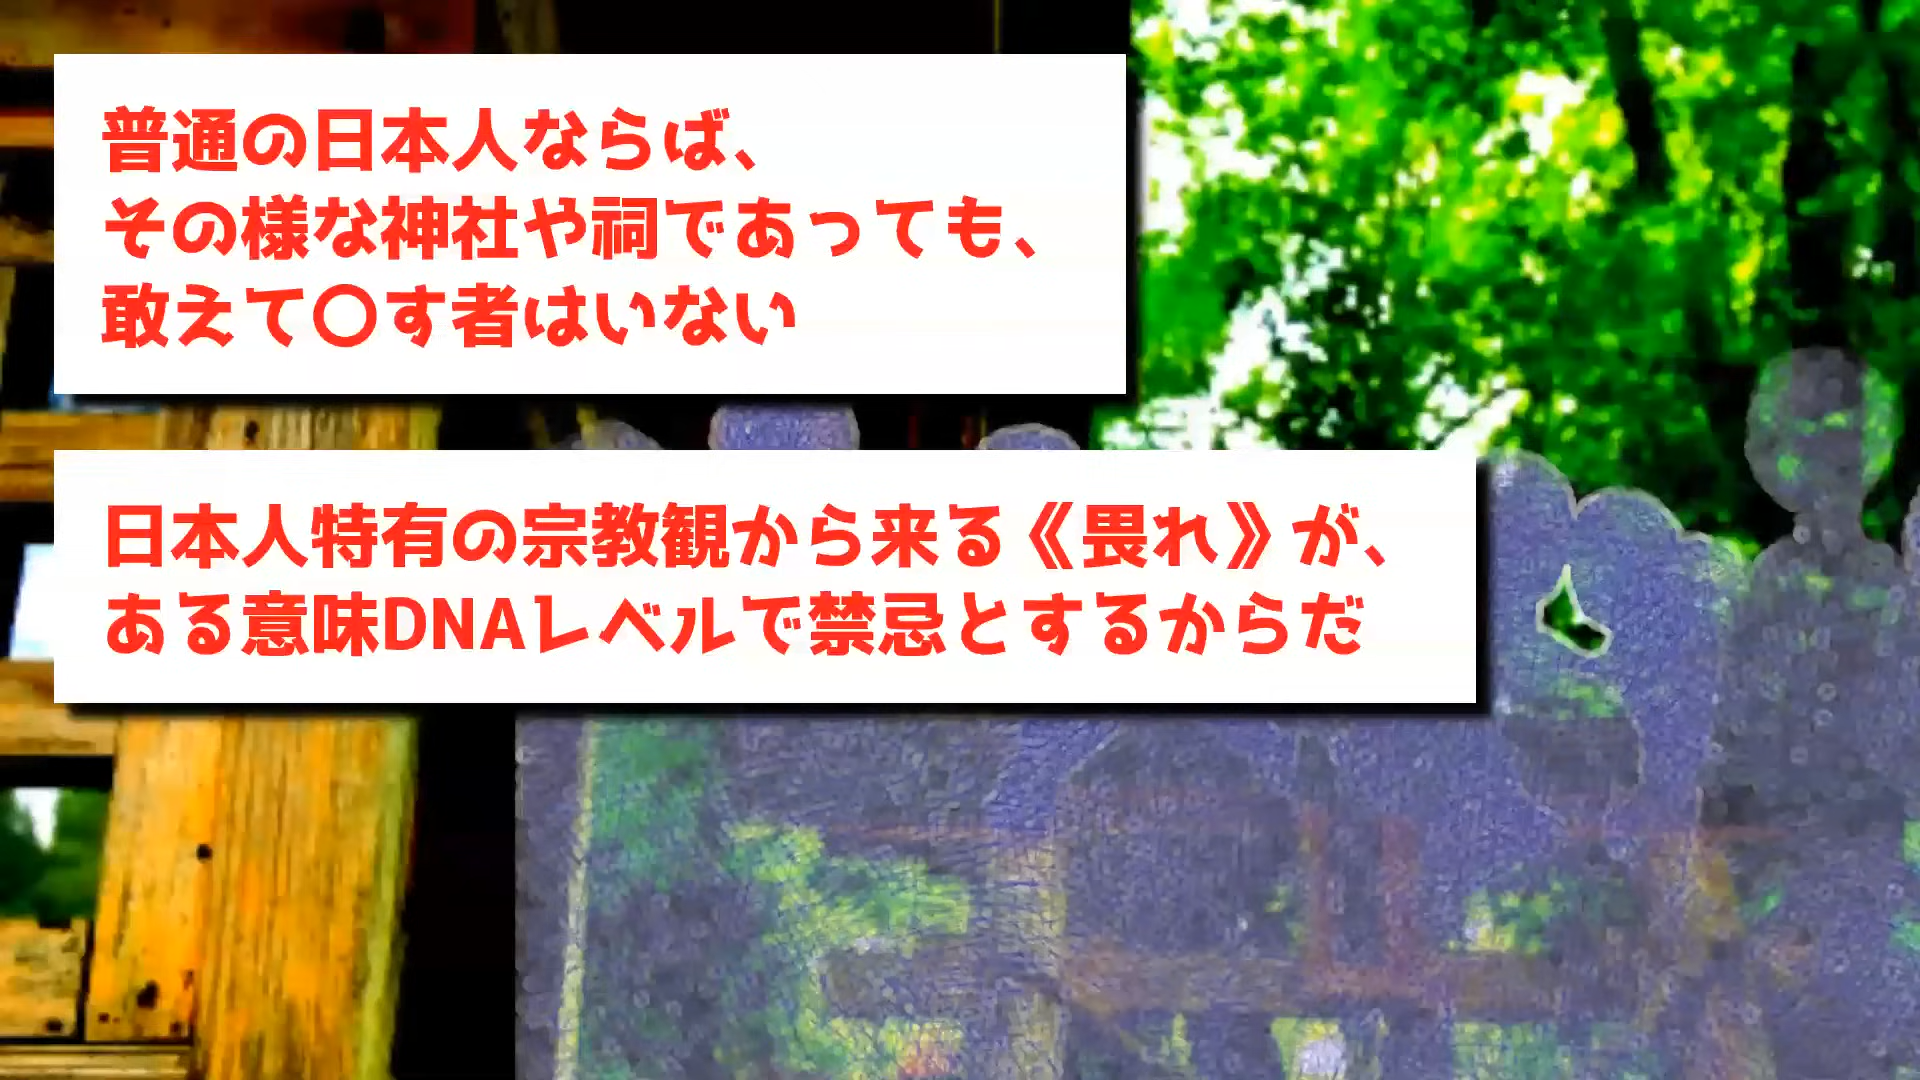 普通の日本人ならば、
その様な神社や祠であっても、
敢えて〇す者はいない
日本人特有の宗教観から来る《畏れ》が、
ある意味DNAレベルで禁忌とするからだ